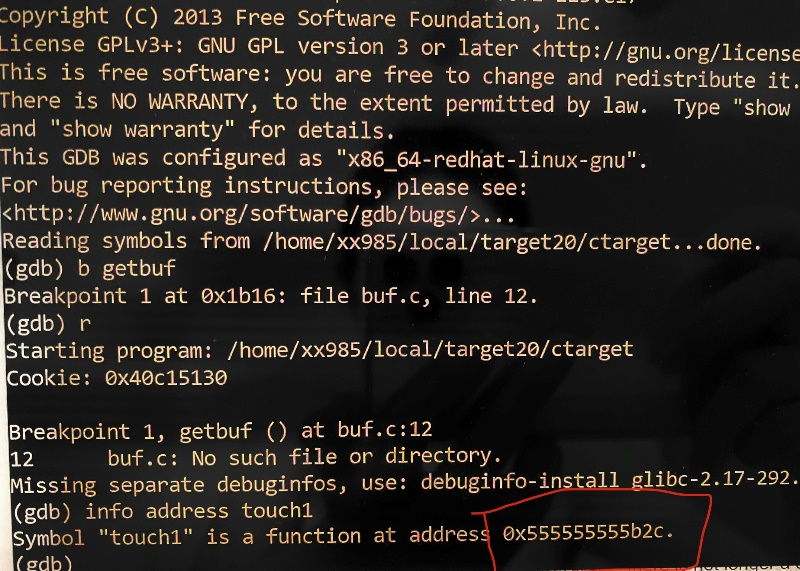 Copyright (C) 2013 Free Software Foundation, Inc.
License GPLv3+: GNU GPL version 3 or later <http://gnu.org/license
This is free software: you are free to change and redistribute it.
There is NO WARRANTY, to the extent permitted by law.  Type "show
and "show warranty" for details.
This GDB was configured as "x86_64-redhat-linux-gnu".
For bug reporting instructions, please see:
<http://www.gnu.org/software/gdb/bugs/>...
Reading symbols from /home/xx985/local/target20/ctarget...done.
(gdb) b getbuf
Breakpoint 1 at 0x1b16: file buf.c, line 12.
(gdb) r
Starting program: /home/xx985/local/target20/ctarget
Cookie: 0x40c15130
Breakpoint 1, getbuf () at buf.c:12
12      buf.c: No such file or directory.
Missing separate debuginfos, use: debuginfo-install glibc-2.17-292.
(gdb) info address touch1
Symbol "touch1" is a function at address 0x555555555b2c.
(gdb)